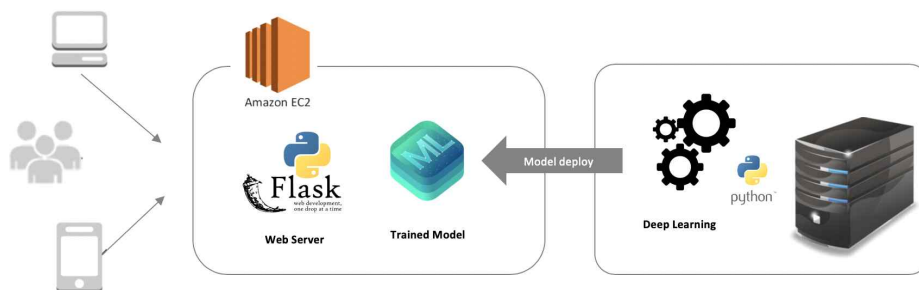 Amazon EC2
Flask
web development,
one drop at a time
Web Server
ML
Trained Model
Model deploy
python
Deep Learning